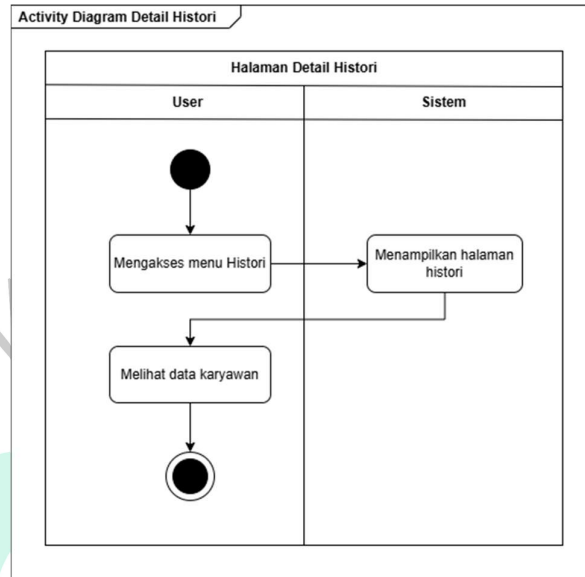 Activity Diagram Detail Histori
Halaman Detail Histori
User
Sistem
Mengakses menu Histori
Menampilkan halaman
histori
Melihat data karyawan